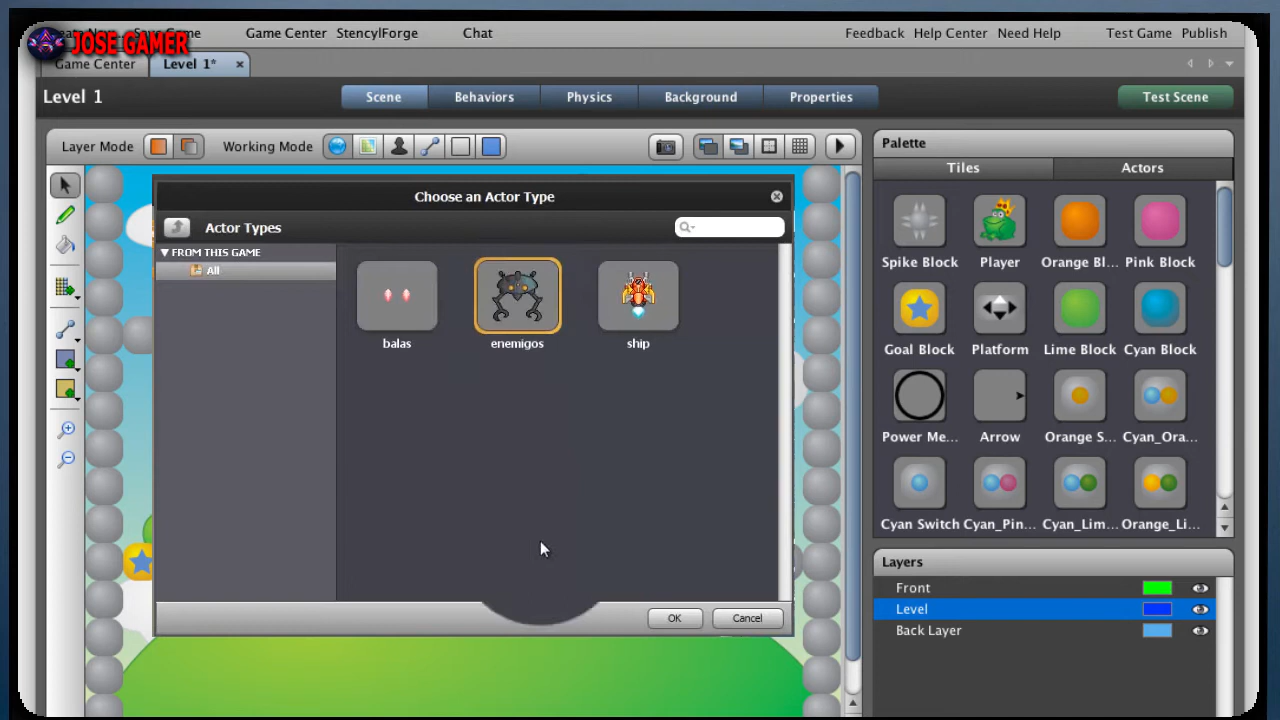 Game Center StencylForge Chat Feedback Help Center Need Help Test Game Publish
JOSE GAMER
Game Center Level 1*
Level 1 Scene Behaviors Physics Background Properties Test Scene
Layer Mode Working Mode
Palette
Tiles Actors
Choose an Actor Type
Actor Types
FROM THIS GAME
All
balas enemigos ship
Spike Block Player Orange Bl... Pink Block
Goal Block Platform Lime Block Cyan Block
Power Me... Arrow Orange S... Cyan_Ora...
Cyan Switch Cyan_Pin... Cyan_Lim... Orange_Li...
OK Cancel
Layers
Front
Level
Back Layer